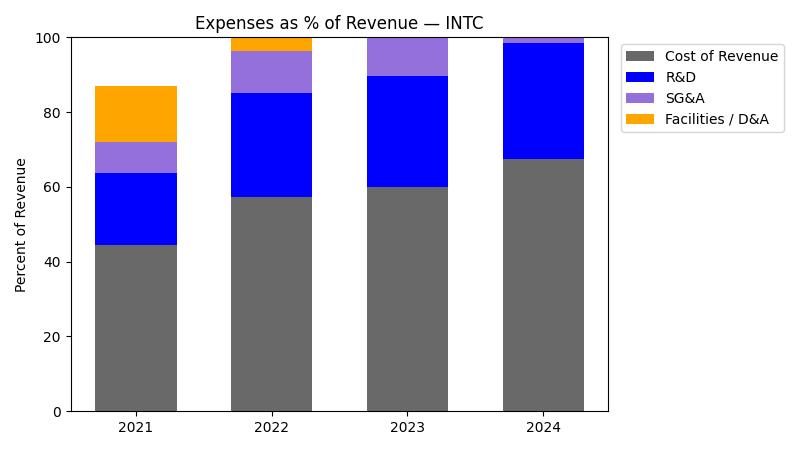 Expenses as % of Revenue — INTC
100
80
60
40
20
0
Percent of Revenue
2021
2022
2023
2024
Cost of Revenue
R&D
SG&A
Facilities / D&A